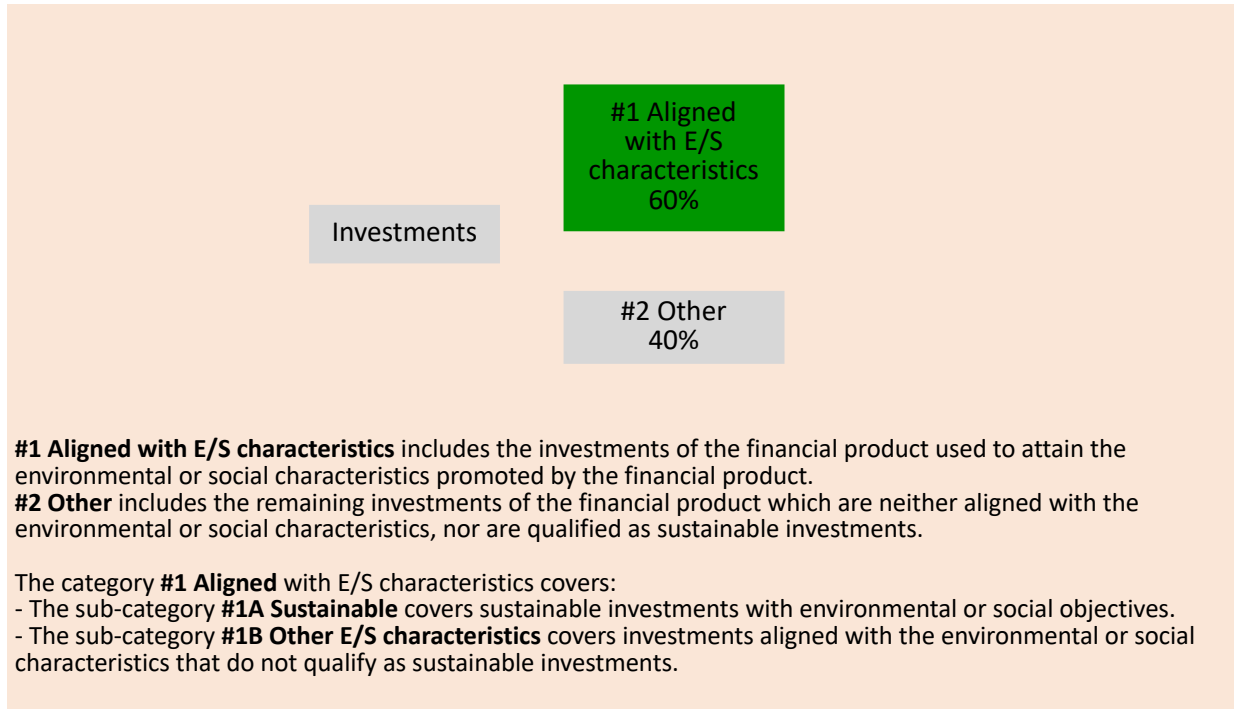 #1 Aligned
with E/S
characteristics
60%
Investments
#2 Other
40%
#1 Aligned with E/S characteristics includes the investments of the financial product used to attain the
environmental or social characteristics promoted by the financial product.
#2 Other includes the remaining investments of the financial product which are neither aligned with the
environmental or social characteristics, nor are qualified as sustainable investments.
The category #1 Aligned with E/S characteristics covers:
- The sub-category #1A Sustainable covers sustainable investments with environmental or social objectives.
- The sub-category #1B Other E/S characteristics covers investments aligned with the environmental or social
characteristics that do not qualify as sustainable investments.